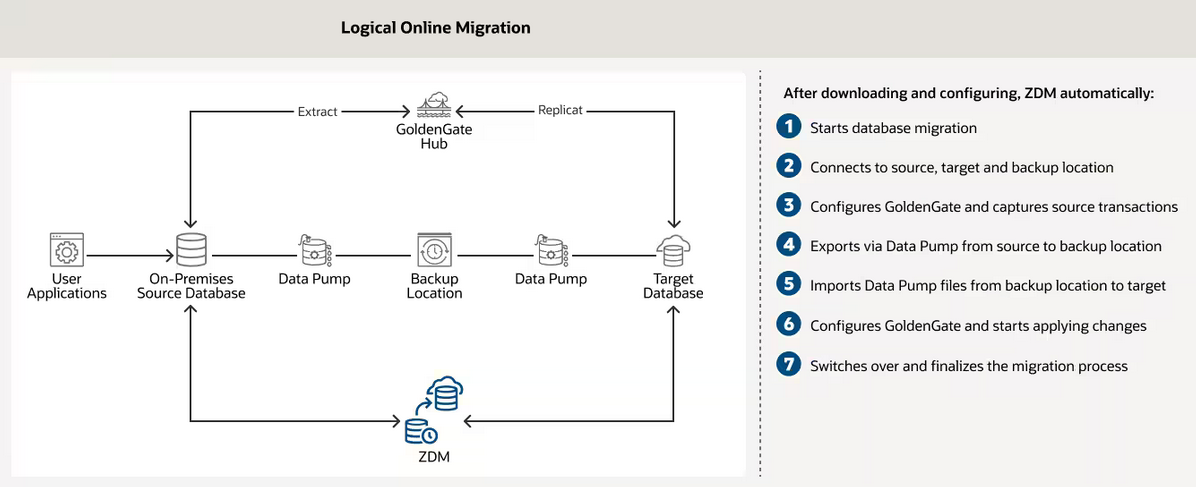 Logical Online Migration
Extract
Replicat
GoldenGate
Hub
User
Applications
On-Premises
Source Database
Data Pump
Backup
Location
Data Pump
Target
Database
ZDM
After downloading and configuring, ZDM automatically:
1 Starts database migration
2 Connects to source, target and backup location
3 Configures GoldenGate and captures source transactions
4 Exports via Data Pump from source to backup location
5 Imports Data Pump files from backup location to target
6 Configures GoldenGate and starts applying changes
7 Switches over and finalizes the migration process